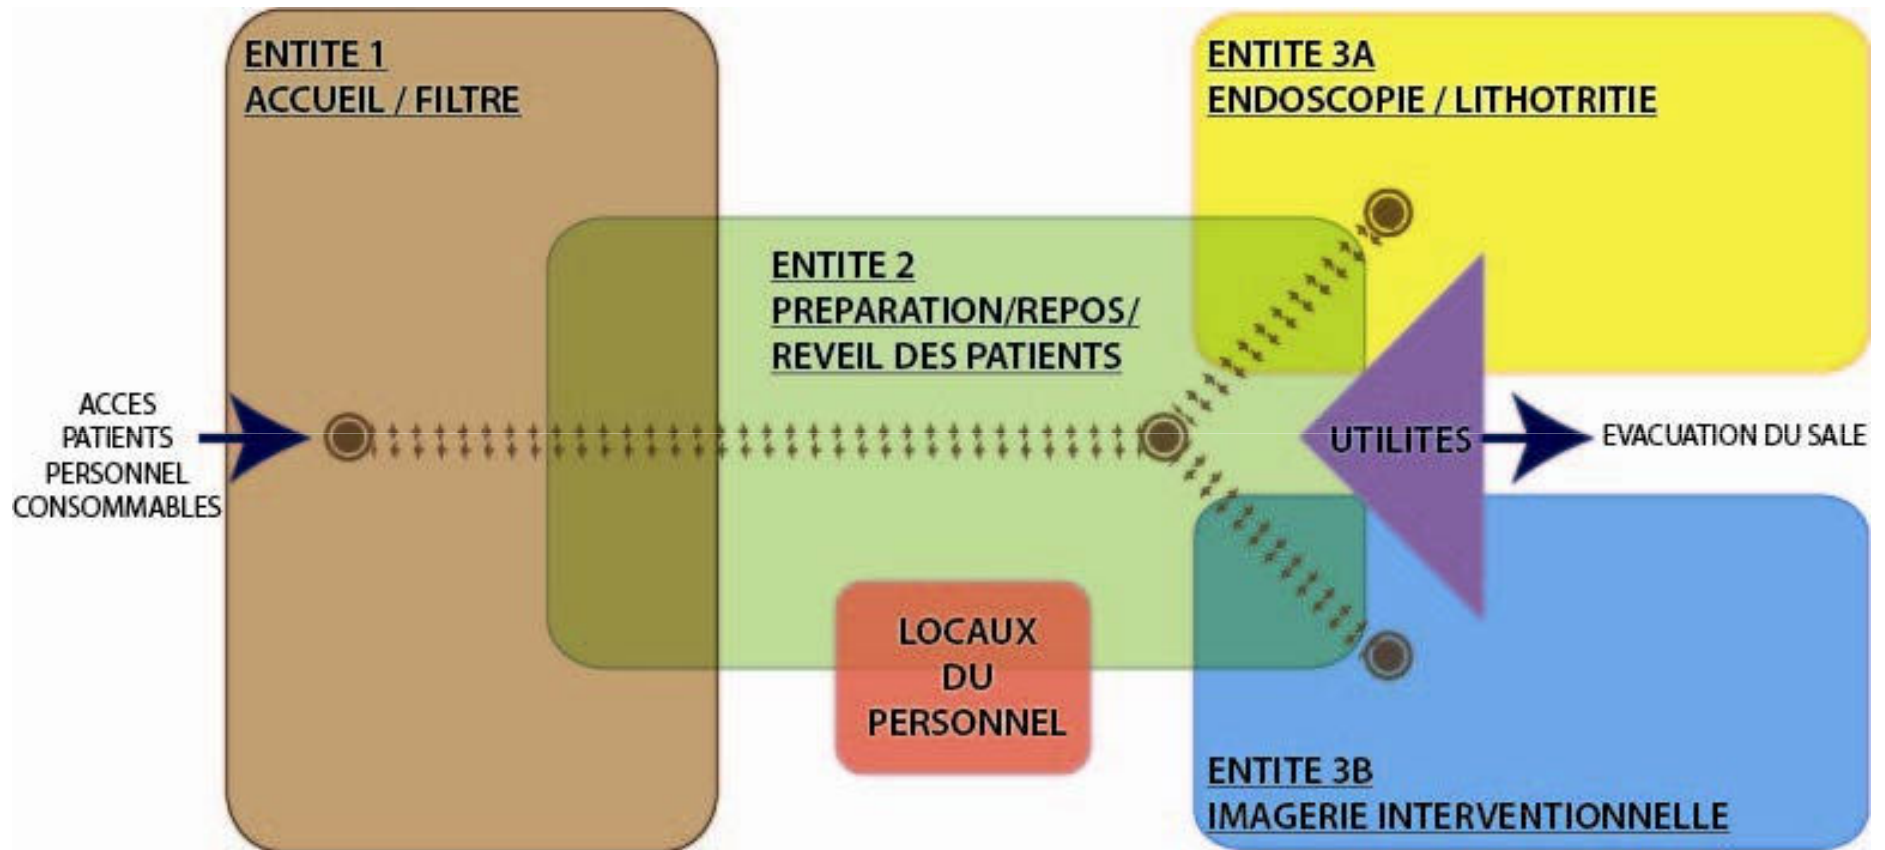 ENTITE 1
ACCUEIL / FILTRE
ENTITE 3A
ENDOSCOPIE / LITHOTRITIE
ENTITE 2
PREPARATION/REPOS/
REVEIL DES PATIENTS
ACCES
PATIENTS
PERSONNEL
CONSOMMABLES
UTILITES
EVACUATION DU SALE
LOCAUX
DU
PERSONNEL
ENTITE 3B
IMAGERIE INTERVENTIONNELLE